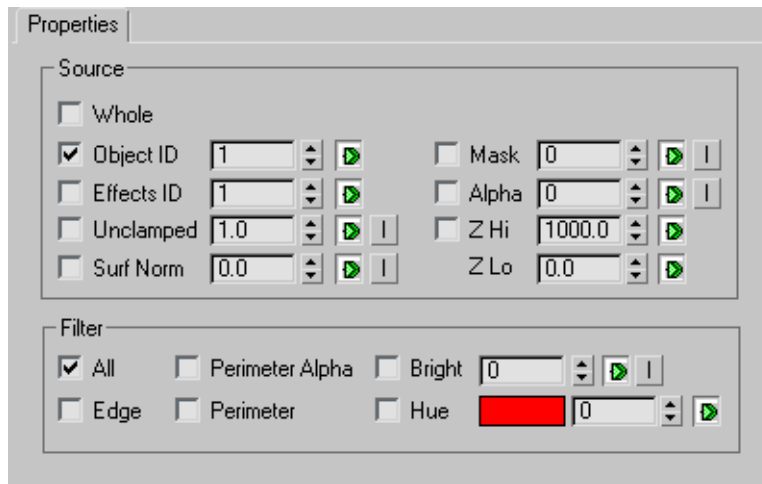 Properties
Source
Whole
Object ID 1 Mask 0 I
Effects ID 1 Alpha 0 I
Unclamped 1.0 I Z Hi 1000.0
Surf Norm 0.0 I Z Lo 0.0
Filter
All Perimeter Alpha Bright 0 I
Edge Perimeter Hue 0